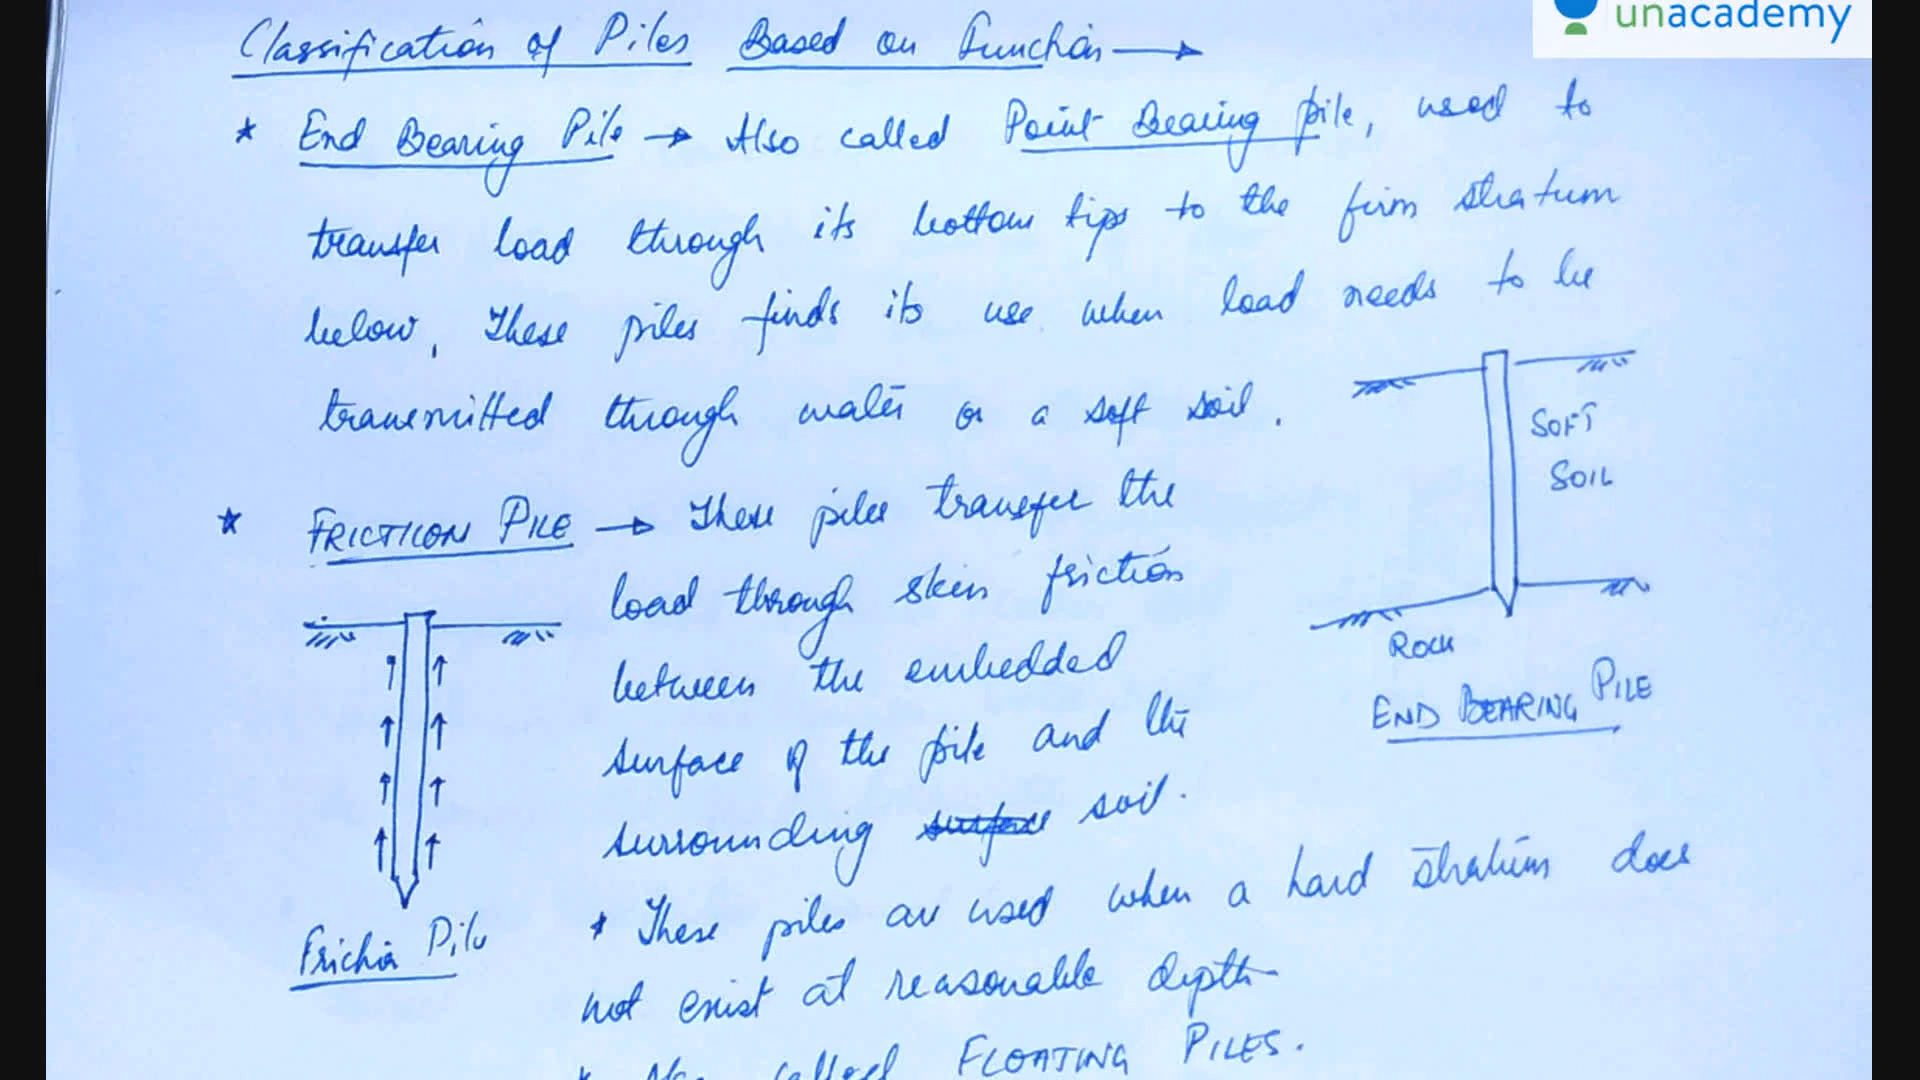 unacademy
Classification of Piles Based on Function →
* End Bearing Pile → Also called Point Bearing pile, used to
transfer load through its bottom tips to the firm stratum
below, These piles finds its use when load needs to be
transmitted through water or a soft soil.
SOFT
SOIL
ROCK
END BEARING PILE
* FRICTION PILE → These piles transfer the
load through skin friction
between the embedded
surface of the pile and the
surrounding surface soil.
Friction Pile
* These piles are used when a hard stratum does
not exist at reasonable depth
* Also called FLOATING PILES.